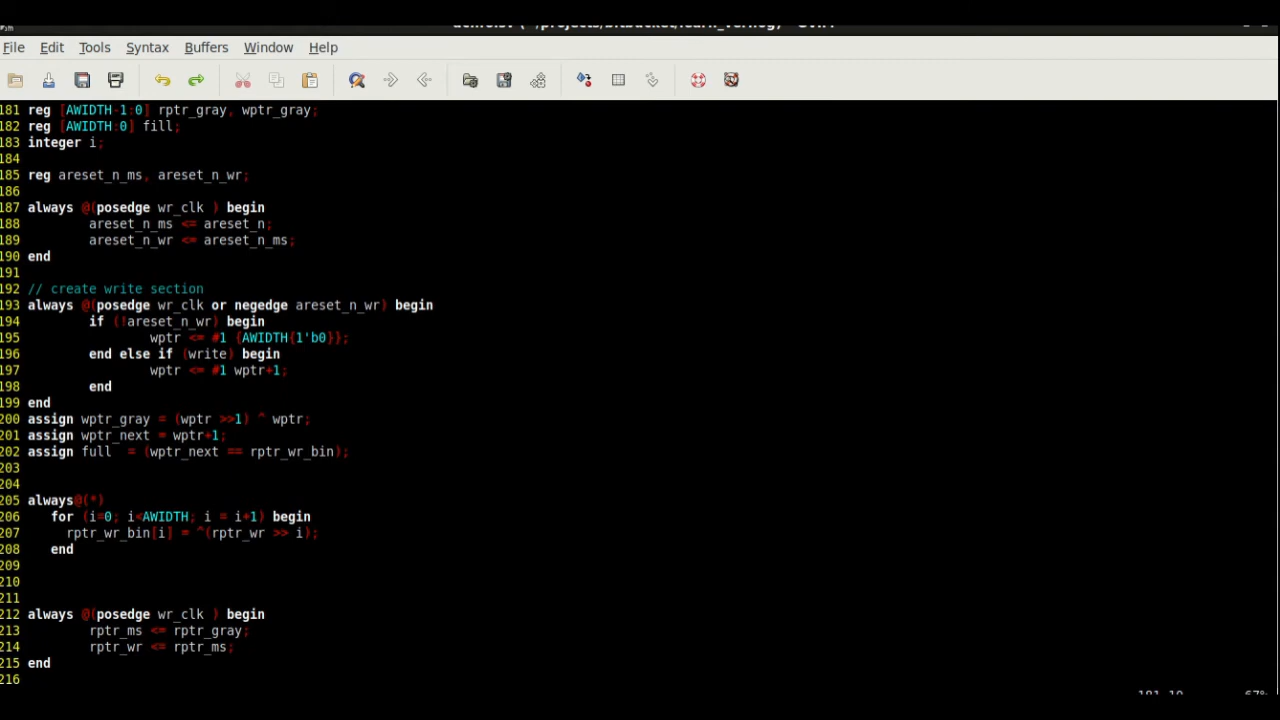 File Edit Tools Syntax Buffers Window Help
181 reg [AWIDTH-1:0] rptr_gray, wptr_gray;
182 reg [AWIDTH:0] fill;
183 integer i;
184
185 reg areset_n_ms, areset_n_wr;
186
187 always @(posedge wr_clk ) begin
188 areset_n_ms <= areset_n;
189 areset_n_wr <= areset_n_ms;
190 end
191
192 // create write section
193 always @(posedge wr_clk or negedge areset_n_wr) begin
194 if (!areset_n_wr) begin
195 wptr <= #1 {AWIDTH{1'b0}};
196 end else if (write) begin
197 wptr <= #1 wptr+1;
198 end
199 end
200 assign wptr_gray = (wptr >>1) ^ wptr;
201 assign wptr_next = wptr+1;
202 assign full = (wptr_next == rptr_wr_bin);
203
204
205 always@(*)
206 for (i=0; i<AWIDTH; i = i+1) begin
207 rptr_wr_bin[i] = ^(rptr_wr >> i);
208 end
209
210
211
212 always @(posedge wr_clk ) begin
213 rptr_ms <= rptr_gray;
214 rptr_wr <= rptr_ms;
215 end
216